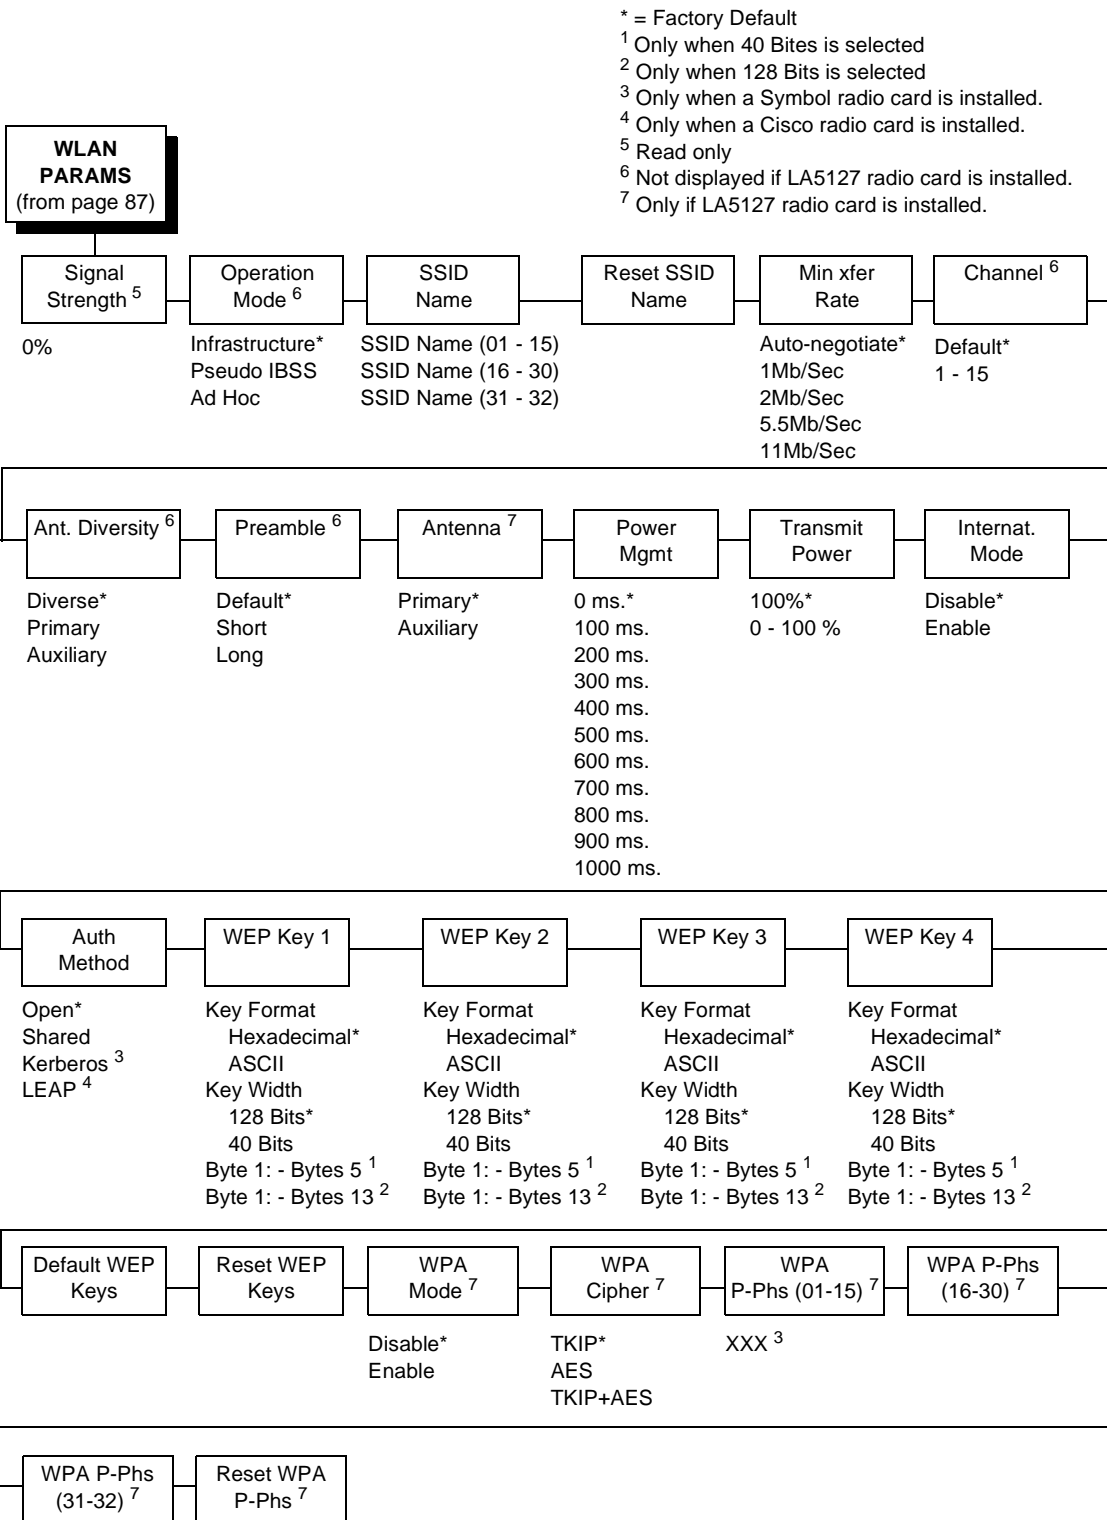 * = Factory Default
1 Only when 40 Bites is selected
2 Only when 128 Bits is selected
3 Only when a Symbol radio card is installed.
4 Only when a Cisco radio card is installed.
5 Read only
6 Not displayed if LA5127 radio card is installed.
7 Only if LA5127 radio card is installed.
WLAN
PARAMS
(from page 87)
Signal
Strength 5
0%
Operation
Mode 6
Infrastructure*
Pseudo IBSS
Ad Hoc
SSID
Name
SSID Name (01 - 15)
SSID Name (16 - 30)
SSID Name (31 - 32)
Reset SSID
Name
Min xfer
Rate
Auto-negotiate*
1Mb/Sec
2Mb/Sec
5.5Mb/Sec
11Mb/Sec
Channel 6
Default*
1 - 15
Ant. Diversity 6
Diverse*
Primary
Auxiliary
Preamble 6
Default*
Short
Long
Antenna 7
Primary*
Auxiliary
Power
Mgmt
0 ms.*
100 ms.
200 ms.
300 ms.
400 ms.
500 ms.
600 ms.
700 ms.
800 ms.
900 ms.
1000 ms.
Transmit
Power
100%*
0 - 100 %
Internat.
Mode
Disable*
Enable
Auth
Method
Open*
Shared
Kerberos 3
LEAP 4
WEP Key 1
Key Format
Hexadecimal*
ASCII
Key Width
128 Bits*
40 Bits
Byte 1: - Bytes 5 1
Byte 1: - Bytes 13 2
WEP Key 2
Key Format
Hexadecimal*
ASCII
Key Width
128 Bits*
40 Bits
Byte 1: - Bytes 5 1
Byte 1: - Bytes 13 2
WEP Key 3
Key Format
Hexadecimal*
ASCII
Key Width
128 Bits*
40 Bits
Byte 1: - Bytes 5 1
Byte 1: - Bytes 13 2
WEP Key 4
Key Format
Hexadecimal*
ASCII
Key Width
128 Bits*
40 Bits
Byte 1: - Bytes 5 1
Byte 1: - Bytes 13 2
Default WEP
Keys
Reset WEP
Keys
WPA
Mode 7
Disable*
Enable
WPA
Cipher 7
TKIP*
AES
TKIP+AES
WPA
P-Phs (01-15) 7
XXX 3
WPA P-Phs
(16-30) 7
WPA P-Phs
(31-32) 7
Reset WPA
P-Phs 7